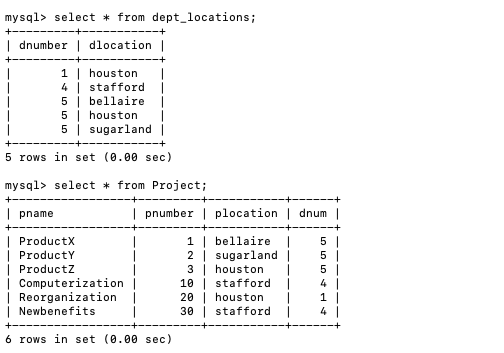 mysql> select * from dept_locations;
+---------+-----------+
| dnumber | dlocation |
+---------+-----------+
|       1 | houston   |
|       4 | stafford  |
|       5 | bellaire  |
|       5 | houston   |
|       5 | sugarland |
+---------+-----------+
5 rows in set (0.00 sec)
mysql> select * from Project;
+-----------------+---------+-----------+------+
| pname           | pnumber | plocation | dnum |
+-----------------+---------+-----------+------+
| ProductX        |       1 | bellaire  |    5 |
| ProductY        |       2 | sugarland |    5 |
| ProductZ        |       3 | houston   |    5 |
| Computerization |      10 | stafford  |    4 |
| Reorganization  |      20 | houston   |    1 |
| Newbenefits     |      30 | stafford  |    4 |
+-----------------+---------+-----------+------+
6 rows in set (0.00 sec)